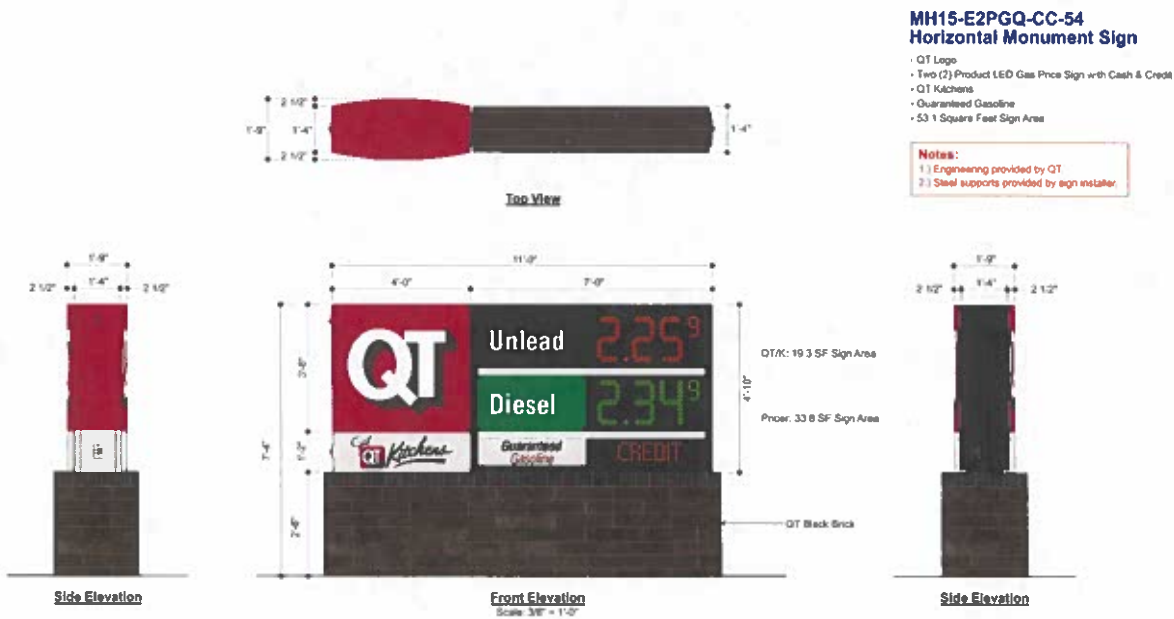 MH15-E2PGQ-CC-54
Horizontal Monument Sign
- QT Logo
- Two (2) Product LED Gas Price Sign with Cash & Credit
- QT Kitchens
- Guaranteed Gasoline
- 53.1 Square Feet Sign Area
Notes:
1.) Engineering provided by QT
2.) Steel supports provided by sign installer.
2 1/2"
1'-9"
1'-4"
1'-4"
2 1/2"
Top View
1'-9"
2 1/2"
1'-4"
2 1/2"
Side Elevation
11'-0"
4'-0"
7'-0"
7'-4"
1'-2"
2'-6"
4'-10"
QT
Unlead 2.25 9
Diesel 2.34 9
QT Kitchens
Guaranteed
Gasoline
CREDIT
QT/K: 19.3 SF Sign Area
Pricer: 33.8 SF Sign Area
QT Black Brick
Front Elevation
Scale: 3/8" = 1'-0"
1'-9"
2 1/2"
1'-4"
2 1/2"
Side Elevation